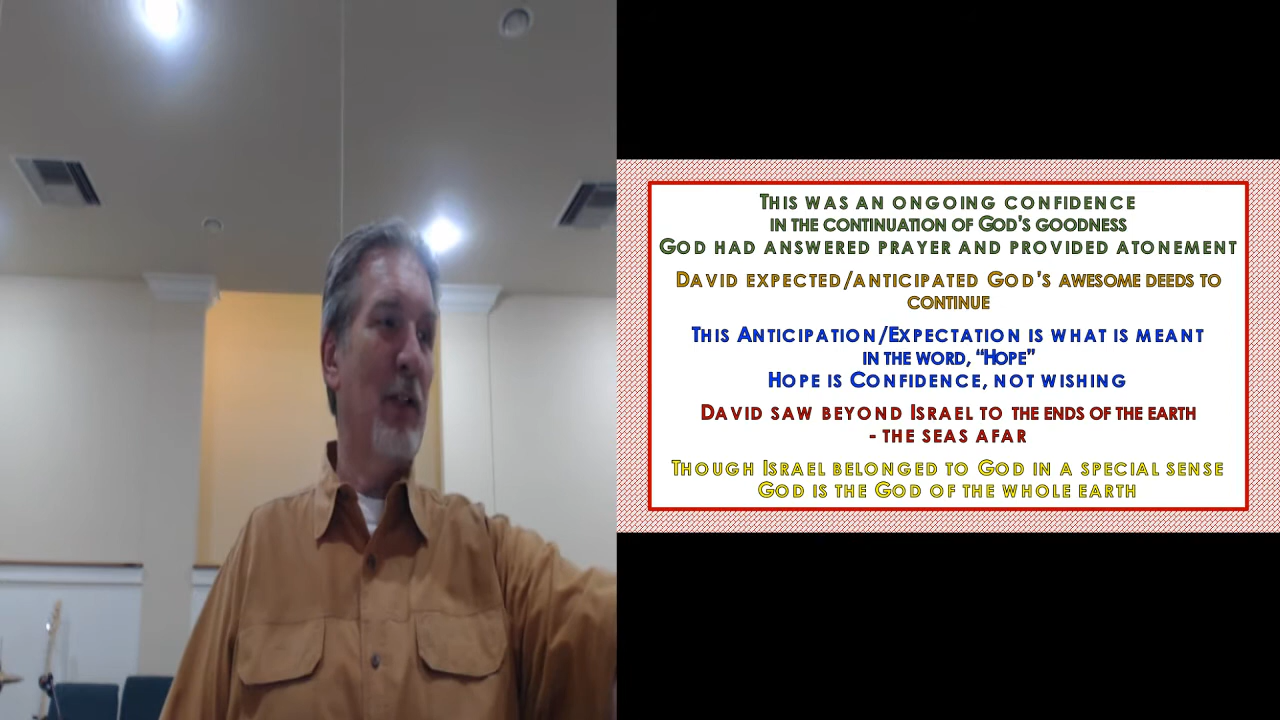 THIS WAS AN ONGOING CONFIDENCE
IN THE CONTINUATION OF GOD'S GOODNESS
GOD HAD ANSWERED PRAYER AND PROVIDED ATONEMENT
DAVID EXPECTED/ANTICIPATED GOD'S AWESOME DEEDS TO
CONTINUE
THIS ANTICIPATION/EXPECTATION IS WHAT IS MEANT
IN THE WORD, "HOPE"
HOPE IS CONFIDENCE, NOT WISHING
DAVID SAW BEYOND ISRAEL TO THE ENDS OF THE EARTH
- THE SEAS AFAR
THOUGH ISRAEL BELONGED TO GOD IN A SPECIAL SENSE
GOD IS THE GOD OF THE WHOLE EARTH